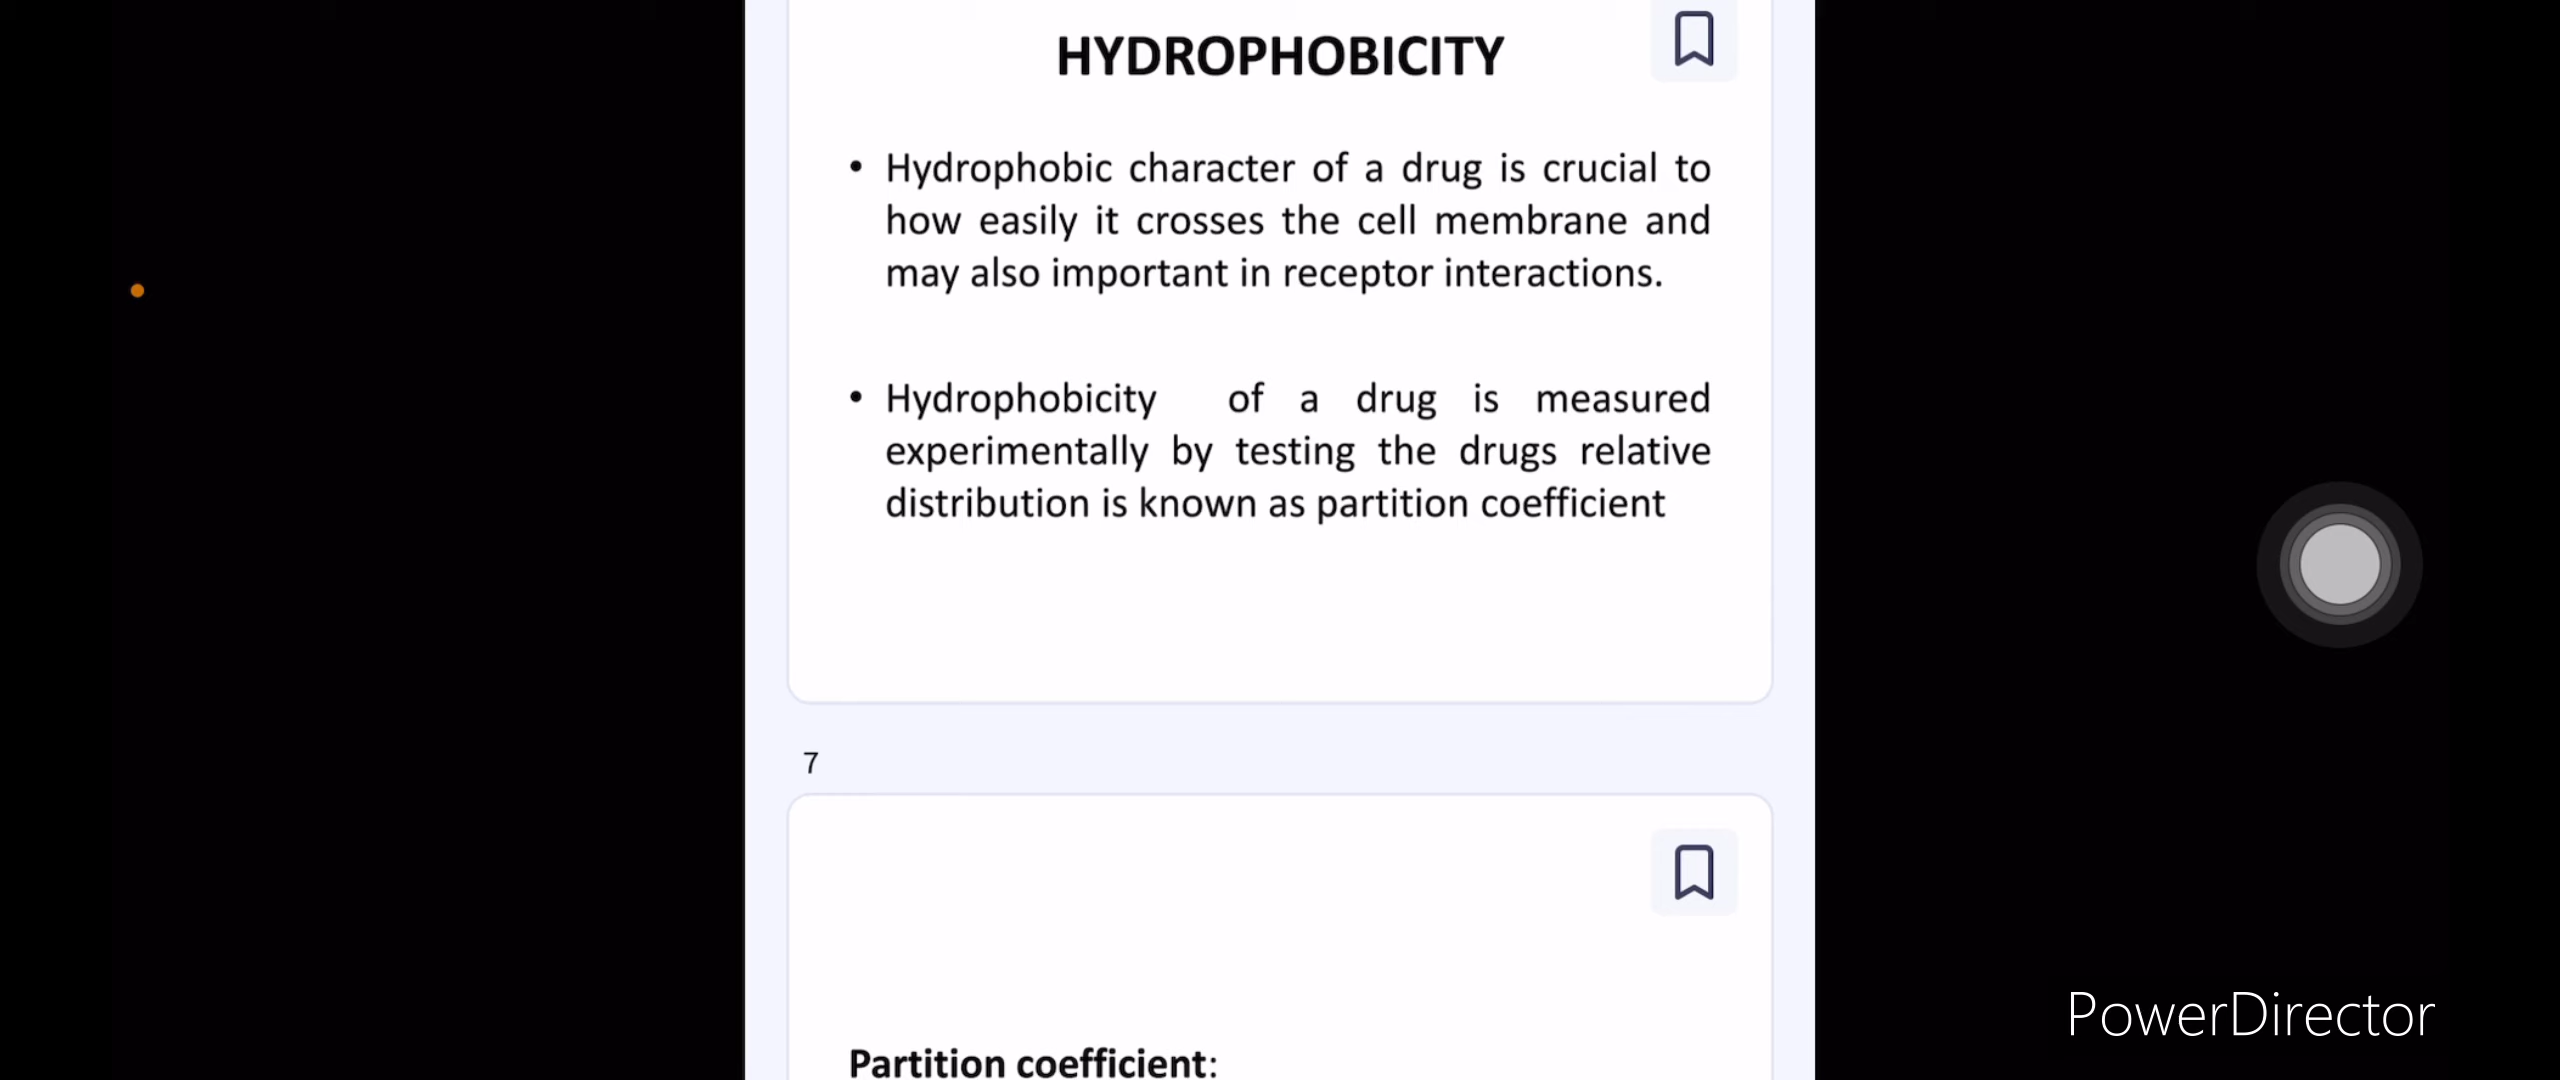 HYDROPHOBICITY
• Hydrophobic character of a drug is crucial to
how easily it crosses the cell membrane and
may also important in receptor interactions.
• Hydrophobicity of a drug is measured
experimentally by testing the drugs relative
distribution is known as partition coefficient
7
Partition coefficient:
PowerDirector